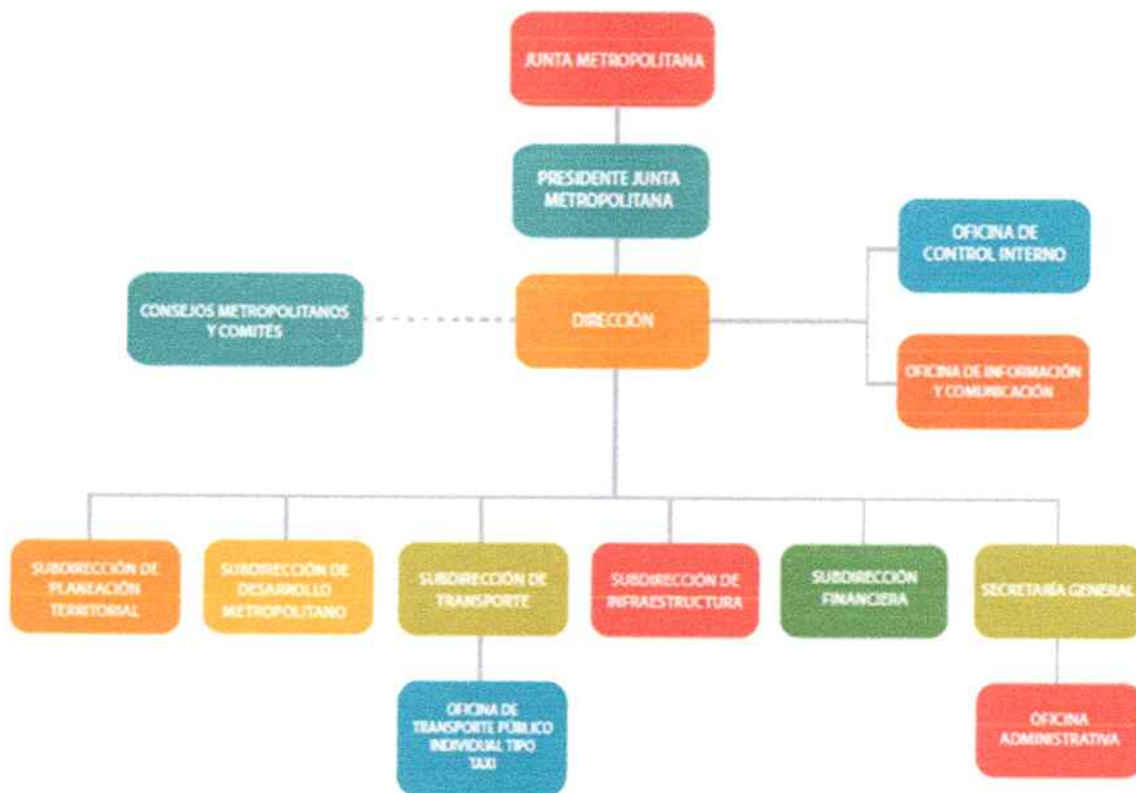 JUNTA METROPOLITANA
PRESIDENTE JUNTA
METROPOLITANA
OFICINA DE
CONTROL INTERNO
CONSEJOS METROPOLITANOS
Y COMITÉS
DIRECCIÓN
OFICINA DE INFORMACIÓN
Y COMUNICACIÓN
SUBDIRECCIÓN DE
PLANEACIÓN
TERRITORIAL
SUBDIRECCIÓN DE
DESARROLLO
METROPOLITANO
SUBDIRECCIÓN DE
TRANSPORTE
SUBDIRECCIÓN DE
INFRAESTRUCTURA
SUBDIRECCIÓN
FINANCIERA
SECRETARÍA GENERAL
OFICINA DE
TRANSPORTE PÚBLICO
INDIVIDUAL TIPO
TAXI
OFICINA
ADMINISTRATIVA